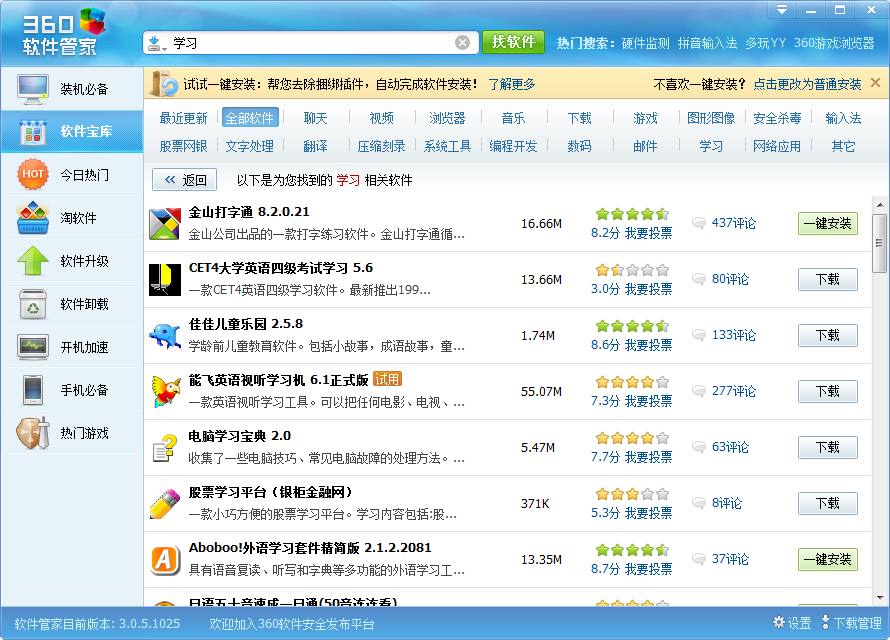 360
软件管家
学习
找软件
热门搜索: 硬件监测 拼音输入法 多玩YY 360游戏浏览器
装机必备
软件宝库
HOT 今日热门
淘软件
软件升级
软件卸载
开机加速
手机必备
热门游戏
试试一键安装：帮您去除捆绑插件，自动完成软件安装！ 了解更多 不喜欢一键安装? 点击更改为普通安装
最近更新 全部软件 聊天 视频 浏览器 音乐 下载 游戏 图形图像 安全杀毒 输入法
股票网银 文字处理 翻译 压缩刻录 系统工具 编程开发 数码 邮件 学习 网络应用 其它
返回 以下是为您找到的 学习 相关软件
金山打字通 8.2.0.21
金山公司出品的一款打字练习软件。金山打字通循...
16.66M
8.2分 我要投票
437评论
一键安装
CET4大学英语四级考试学习 5.6
一款CET4英语四级学习软件。最新推出199...
13.66M
3.0分 我要投票
80评论
下载
佳佳儿童乐园 2.5.8
学龄前儿童教育软件。包括小故事，成语故事，童...
1.74M
8.6分 我要投票
133评论
下载
能飞英语视听学习机 6.1正式版 试用
一款英语视听学习工具。可以把任何电影、电视、...
55.07M
7.3分 我要投票
277评论
下载
电脑学习宝典 2.0
收集了一些电脑技巧、常见电脑故障的处理方法。...
5.47M
7.7分 我要投票
63评论
下载
股票学习平台（银柜金融网）
一款小巧方便的股票学习平台。学习内容包括:股...
371K
5.3分 我要投票
8评论
下载
Aboboo!外语学习套件精简版 2.1.2.2081
具有语音复读、听写和字典等多功能的外语学习工...
13.35M
8.7分 我要投票
37评论
一键安装
日语五十音速成一日通(50音连连看)
软件管家目前版本: 3.0.5.1025 欢迎加入360软件安全发布平台 设置 下载管理